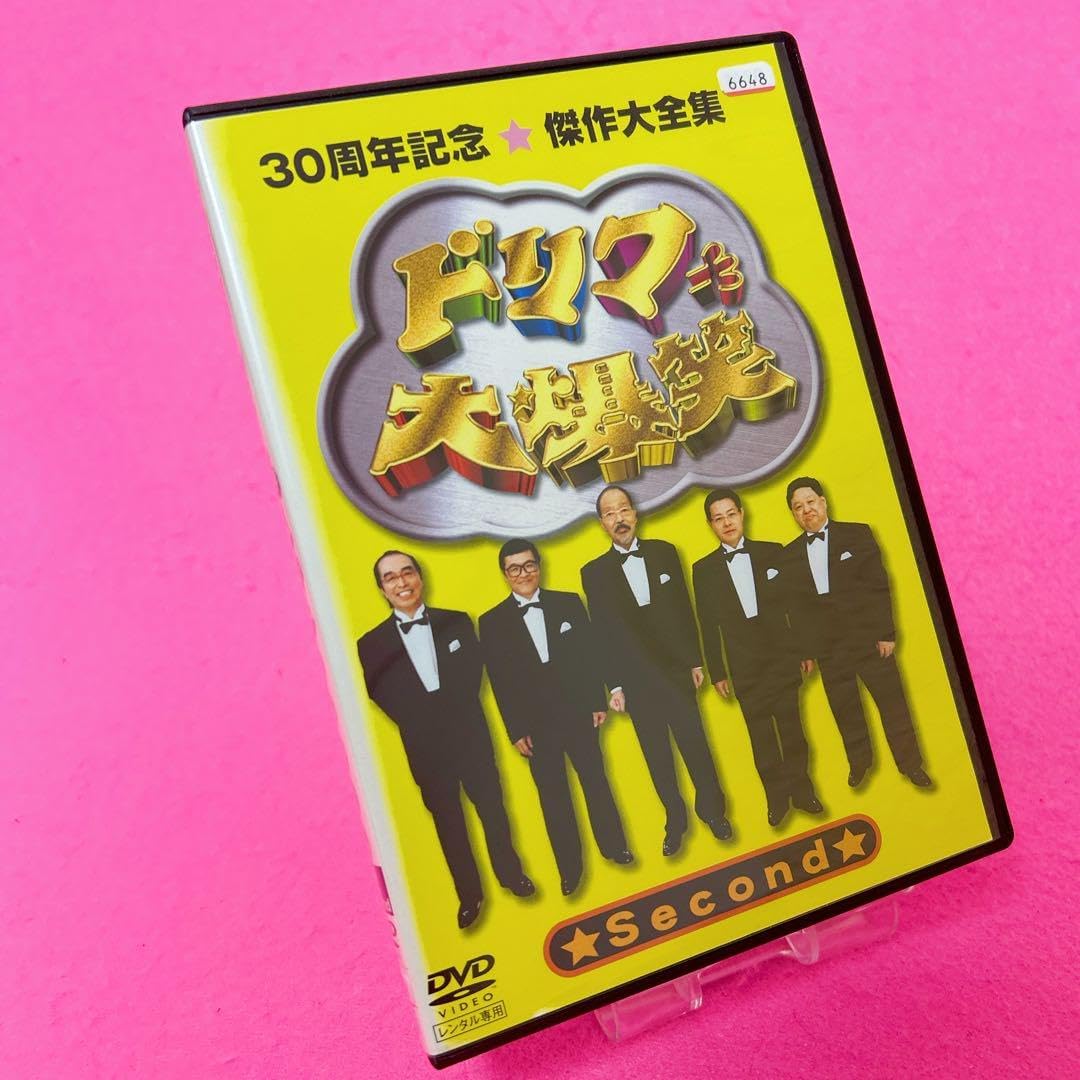 6648
30周年記念★傑作大全集
ドリフ
大爆笑
★Second★
DVD
VIDEO
レンタル専用